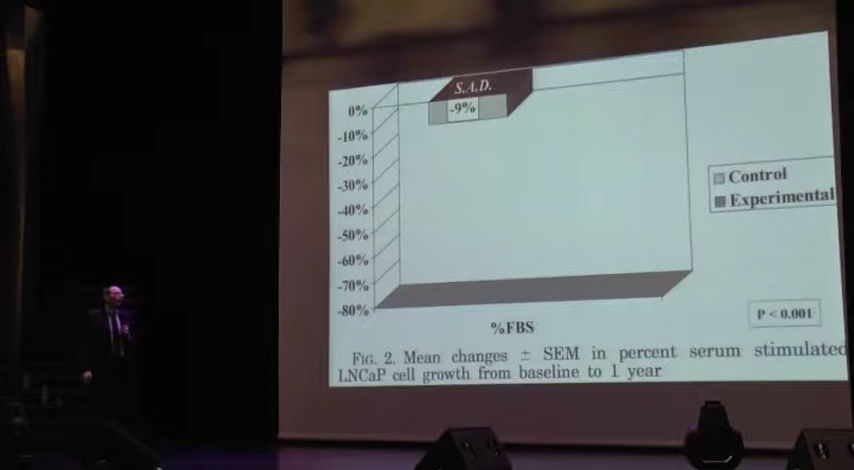 S.A.D.
0%
-9%
-10%
-20%
-30%
-40%
-50%
-60%
-70%
-80%
Control
Experimental
%FBS
P < 0.001
FIG. 2. Mean changes ± SEM in percent serum stimulated
LNCaP cell growth from baseline to 1 year